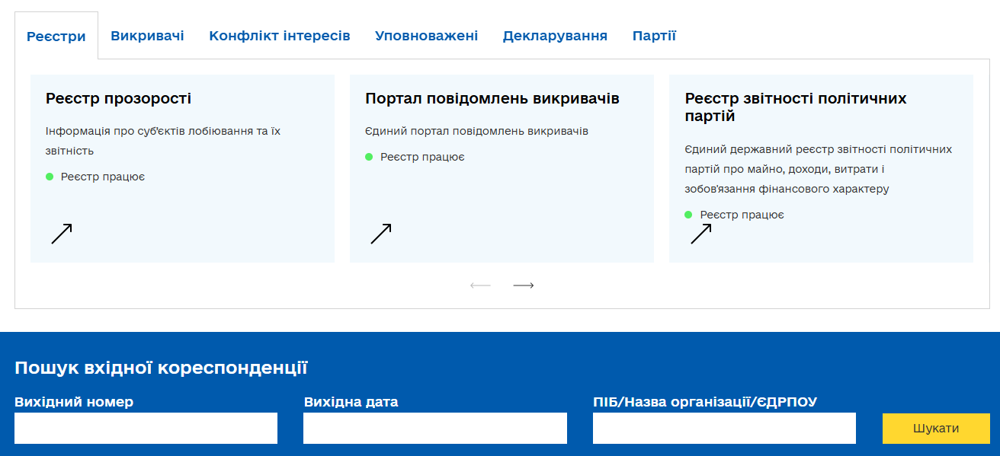 Реєстри Викривачі Конфлікт інтересів Уповноважені Декларування Партії
Реєстр прозорості
Інформація про суб'єктів лобіювання та їх
звітність
Реєстр працює
Портал повідомлень викривачів
Єдиний портал повідомлень викривачів
Реєстр працює
Реєстр звітності політичних
партій
Єдиний державний реєстр звітності політичних
партій про майно, доходи, витрати і
зобов'язання фінансового характеру
Реєстр працює
Пошук вхідної кореспонденції
Вихідний номер
Вихідна дата
ПІБ/Назва організації/ЄДРПОУ
Шукати